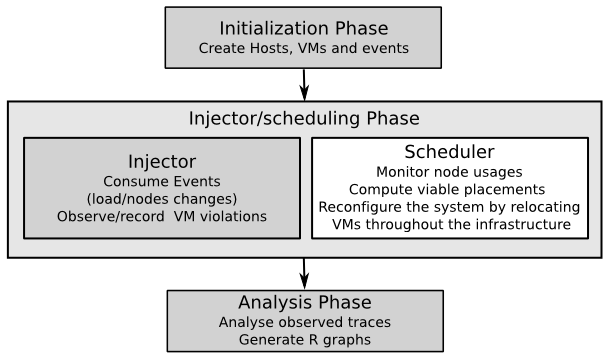 Initialization Phase
Create Hosts, VMs and events
Injector/scheduling Phase
Injector
Consume Events
(load/nodes changes)
Observe/record VM violations
Scheduler
Monitor node usages
Compute viable placements
Reconfigure the system by relocating
VMs throughout the infrastructure
Analysis Phase
Analyse observed traces
Generate R graphs